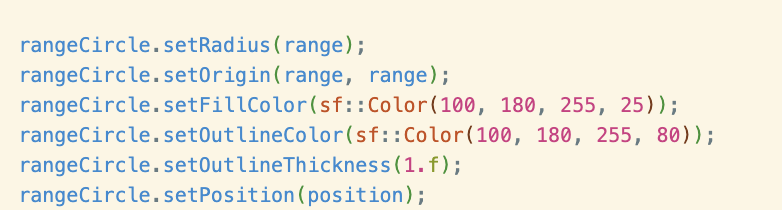 rangeCircle.setRadius(range);
rangeCircle.setOrigin(range, range);
rangeCircle.setFillColor(sf::Color(100, 180, 255, 25));
rangeCircle.setOutlineColor(sf::Color(100, 180, 255, 80));
rangeCircle.setOutlineThickness(1.f);
rangeCircle.setPosition(position);